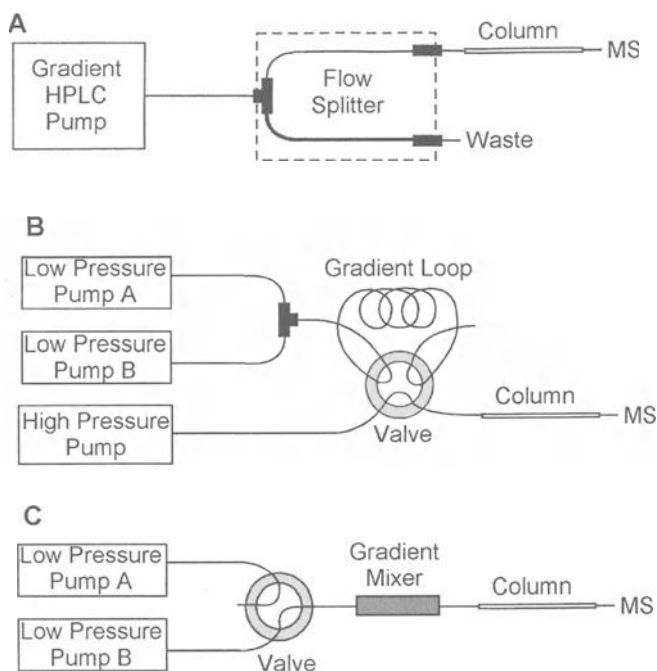 A
Gradient
HPLC
Pump
Flow
Splitter
Column
MS
Waste
B
Low Pressure
Pump A
Low Pressure
Pump B
High Pressure
Pump
Gradient Loop
Valve
Column
MS
C
Low Pressure
Pump A
Low Pressure
Pump B
Valve
Gradient
Mixer
Column
MS